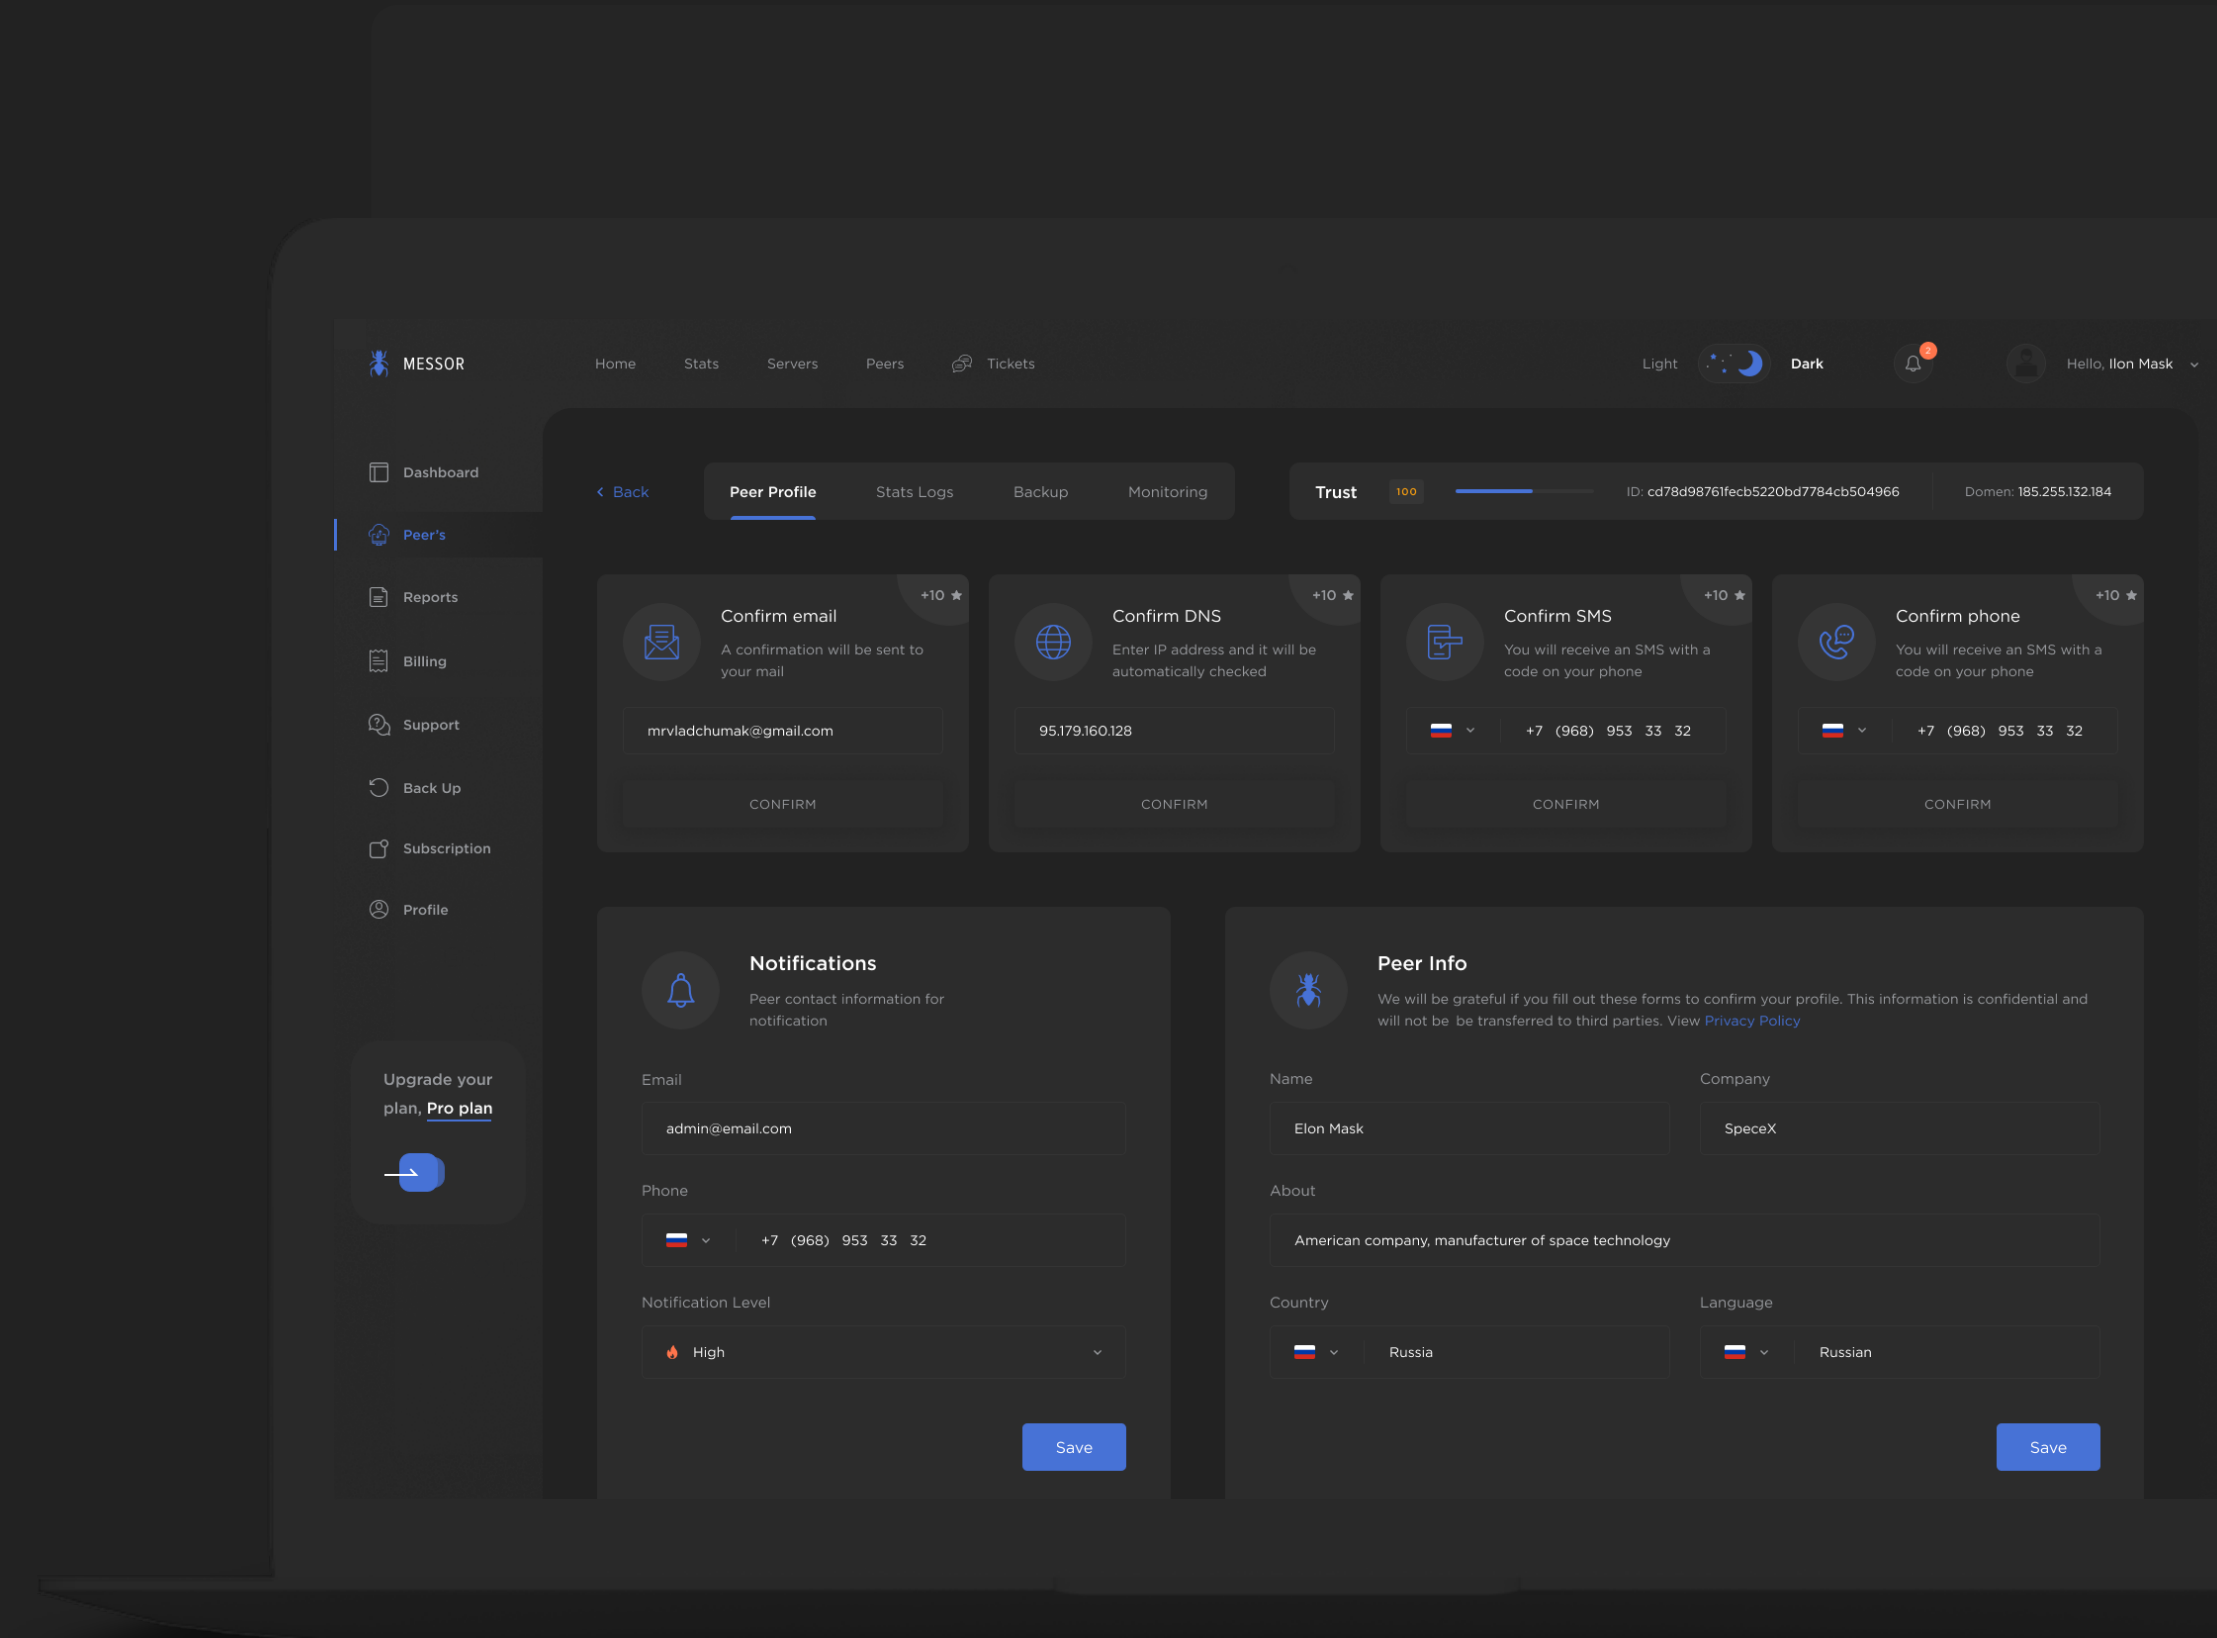 MESSOR
Home
Stats
Servers
Peers
Tickets
Light
Dark
2
Hello, Ilon Mask
Dashboard
Peer's
Reports
Billing
Support
Back Up
Subscription
Profile
Upgrade your
plan, Pro plan
Back
Peer Profile
Stats Logs
Backup
Monitoring
Trust
100
ID: cd78d98761fecb5220bd7784cb504966
Domen: 185.255.132.184
+10
Confirm email
A confirmation will be sent to
your mail
mrvladchumak@gmail.com
CONFIRM
+10
Confirm DNS
Enter IP address and it will be
automatically checked
95.179.160.128
CONFIRM
+10
Confirm SMS
You will receive an SMS with a
code on your phone
+7 (968) 953 33 32
CONFIRM
+10
Confirm phone
You will receive an SMS with a
code on your phone
+7 (968) 953 33 32
CONFIRM
Notifications
Peer contact information for
notification
Email
admin@email.com
Phone
+7 (968) 953 33 32
Notification Level
High
Save
Peer Info
We will be grateful if you fill out these forms to confirm your profile. This information is confidential and
will not be be transferred to third parties. View Privacy Policy
Name
Company
Elon Mask
SpeceX
About
American company, manufacturer of space technology
Country
Language
Russia
Russian
Save